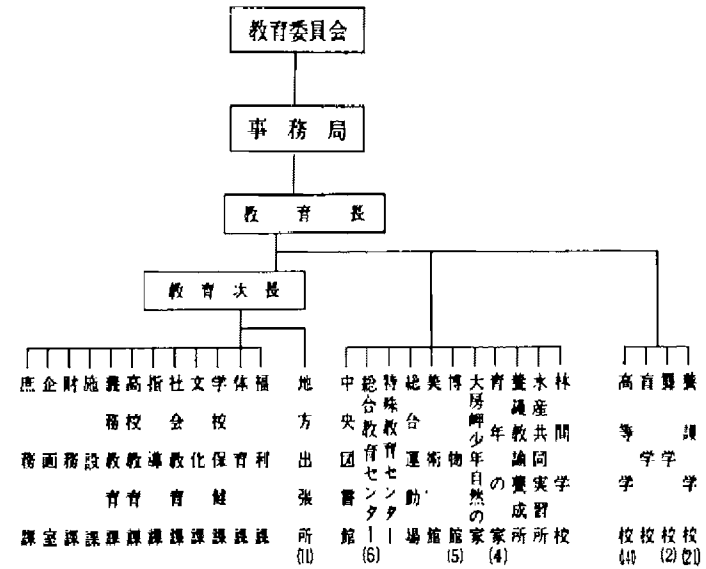 教育委員会
事務局
教育長
教育次長
庶務課
企画室
財務課
施設課
義務教育課
高校教育課
指導課
社会教育課
文化課
学校保健課
体育課
福利課
地方出張所(11)
中央図書館
総合教育センター(6)
特殊教育センター
総合運動場
美術館
博物館(5)
大房岬少年自然の家
青年の家(4)
養護教諭養成所
水産共同実習所
林間学校
高等学校
盲学校
聾学校(2)
養護学校(21)